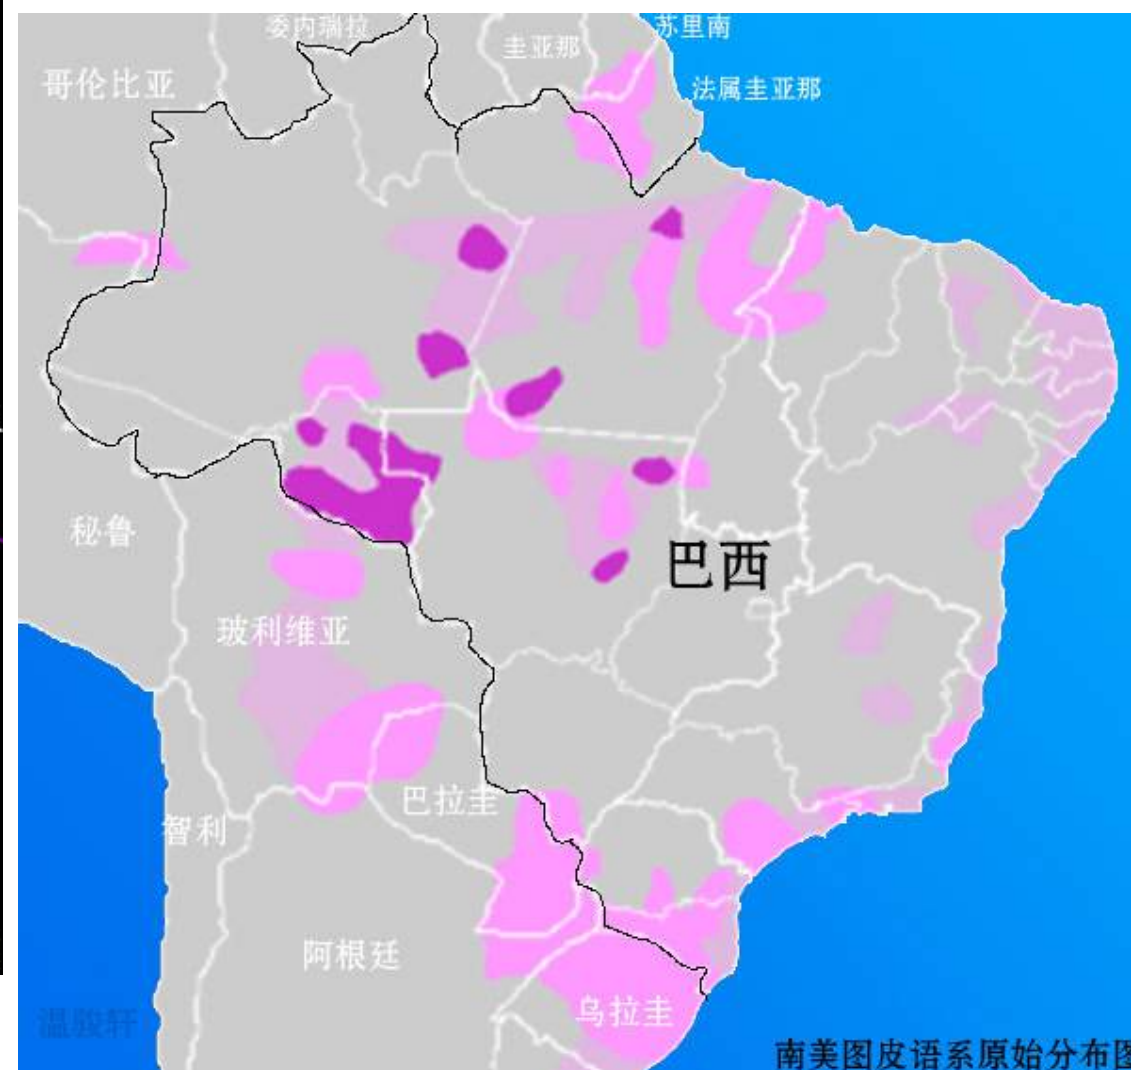 委内瑞拉
苏里南
圭亚那
哥伦比亚
法属圭亚那
秘鲁
巴西
玻利维亚
巴拉圭
智利
阿根廷
乌拉圭
温骏轩
南美图皮语系原始分布图